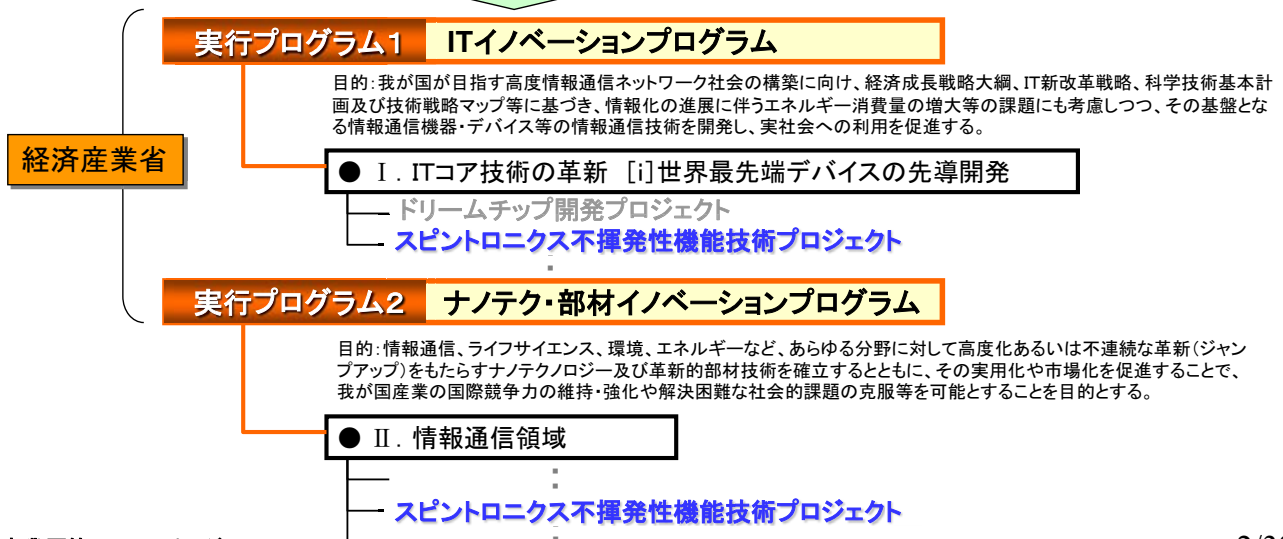 実行プログラム1 ITイノベーションプログラム
目的:我が国が目指す高度情報通信ネットワーク社会の構築に向け、経済成長戦略大綱、IT新改革戦略、科学技術基本計
画及び技術戦略マップ等に基づき、情報化の進展に伴うエネルギー消費量の増大等の課題にも考慮しつつ、その基盤とな
る情報通信機器・デバイス等の情報通信技術を開発し、実社会への利用を促進する。
経済産業省
● Ⅰ. ITコア技術の革新 [i]世界最先端デバイスの先導開発
ドリームチップ開発プロジェクト
スピントロニクス不揮発性機能技術プロジェクト
実行プログラム2 ナノテク・部材イノベーションプログラム
目的:情報通信、ライフサイエンス、環境、エネルギーなど、あらゆる分野に対して高度化あるいは不連続な革新(ジャン
プアップ)をもたらすナノテクノロジー及び革新的部材技術を確立するとともに、その実用化や市場化を促進することで、
我が国産業の国際競争力の維持・強化や解決困難な社会的課題の克服等を可能とすることを目的とする。
● Ⅱ. 情報通信領域
スピントロニクス不揮発性機能技術プロジェクト